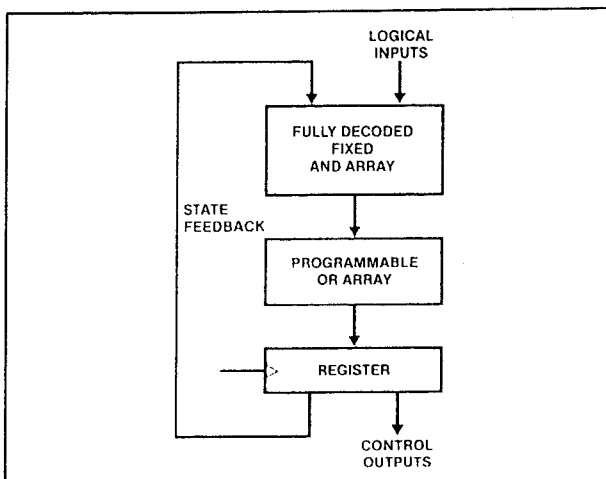 LOGICAL
INPUTS
FULLY DECODED
FIXED
AND ARRAY
STATE
FEEDBACK
PROGRAMMABLE
OR ARRAY
REGISTER
CONTROL
OUTPUTS